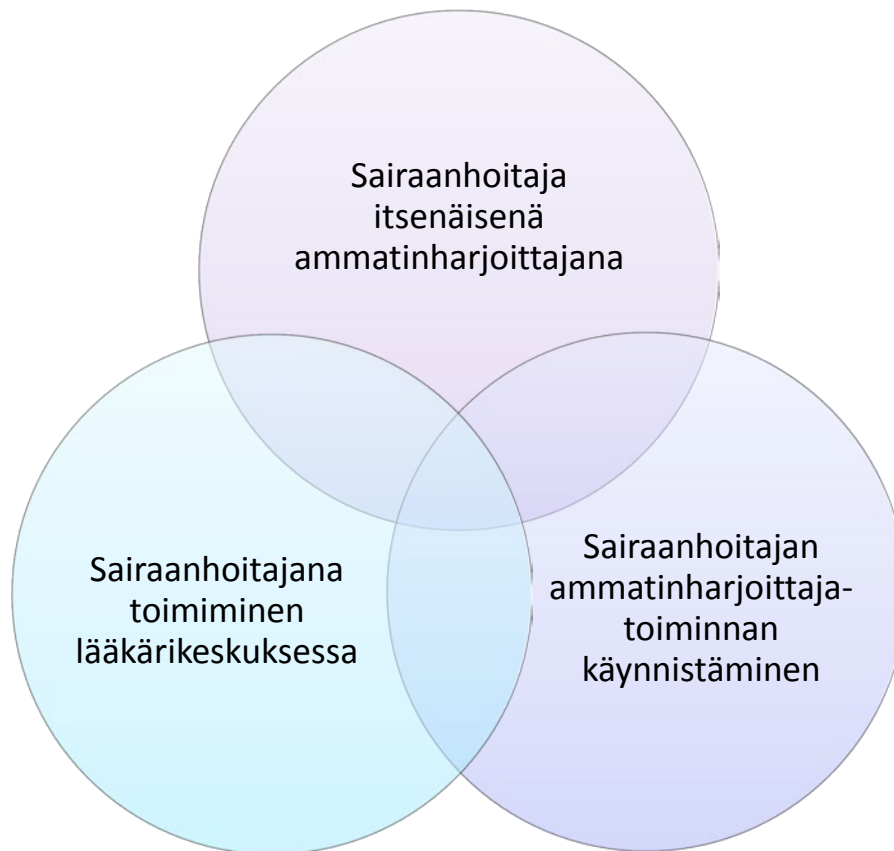 Sairaanhoitaja
itsenäisenä
ammatinharjoittajana
Sairaanhoitajana
toimiminen
lääkärikeskuksessa
Sairaanhoitajan
ammatinharjoittaja-
toiminnan
käynnistäminen